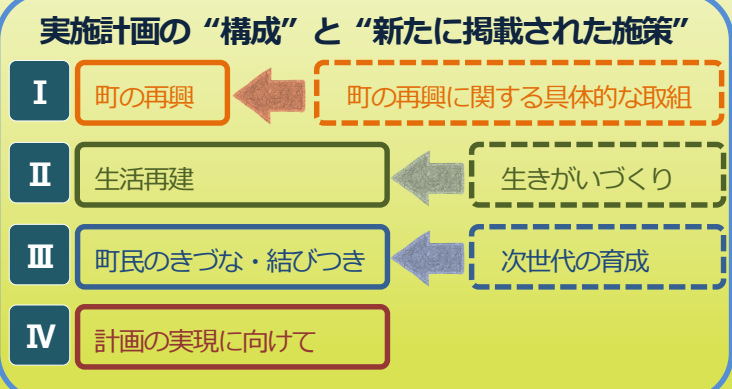 実施計画の“構成”と“新たに掲載された施策”
Ⅰ 町の再興 町の再興に関する具体的な取組
Ⅱ 生活再建 生きがいづくり
Ⅲ 町民のきづな・結びつき 次世代の育成
Ⅳ 計画の実現に向けて